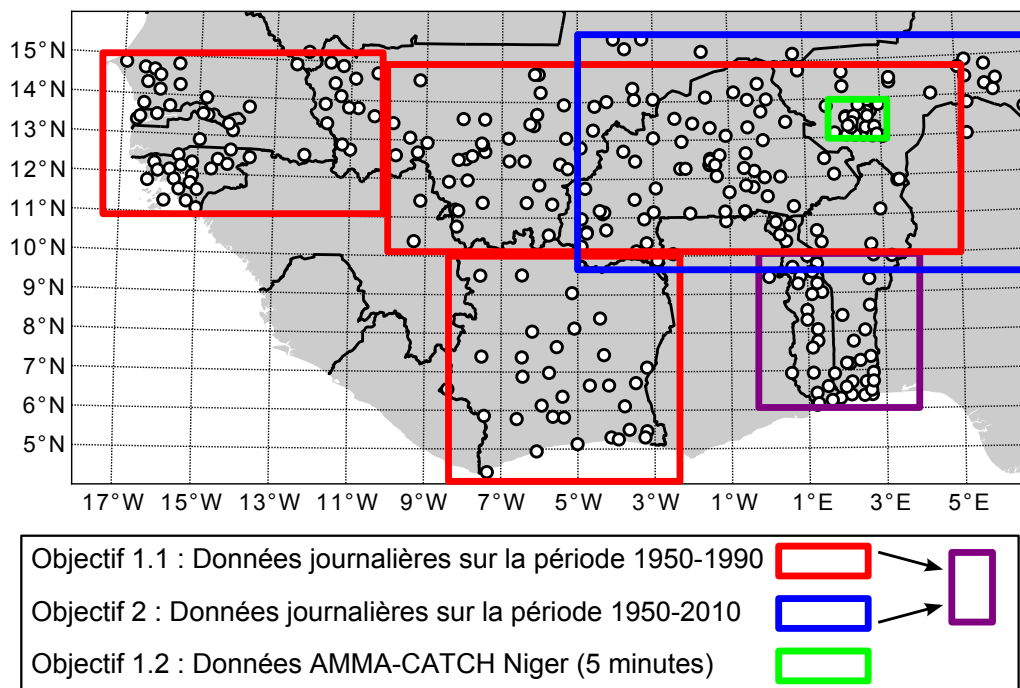 15°N
14°N
13°N
12°N
11°N
10°N
9°N
8°N
7°N
6°N
5°N
17°W 15°W 13°W 11°W 9°W 7°W 5°W 3°W 1°W 1°E 3°E 5°E
Objectif 1.1 : Données journalières sur la période 1950-1990
Objectif 2 : Données journalières sur la période 1950-2010
Objectif 1.2 : Données AMMA-CATCH Niger (5 minutes)